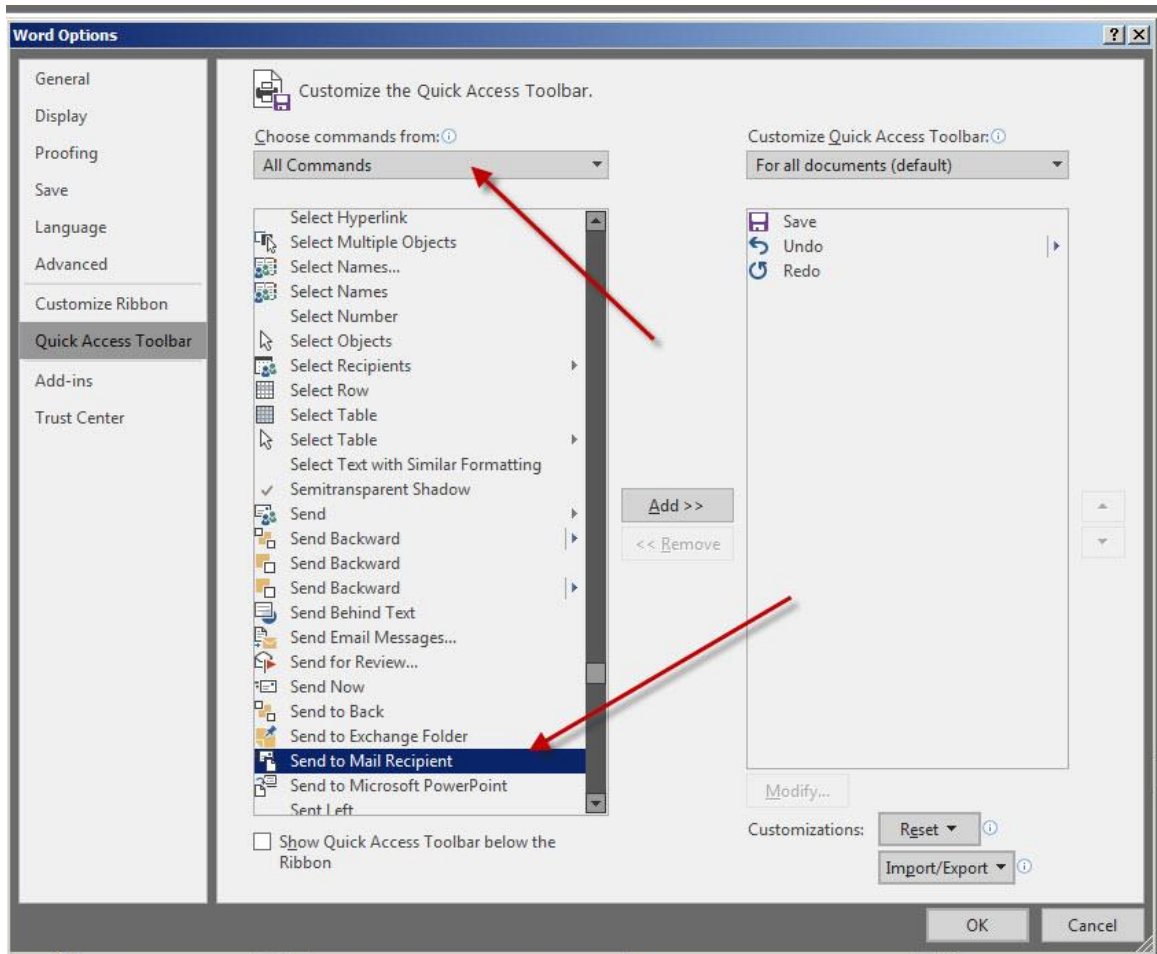 Word Options
General
Display
Proofing
Save
Language
Advanced
Customize Ribbon
Quick Access Toolbar
Add-ins
Trust Center
Customize the Quick Access Toolbar.
Choose commands from:
All Commands
Select Hyperlink
Select Multiple Objects
Select Names...
Select Names
Select Number
Select Objects
Select Recipients
Select Row
Select Table
Select Table
Select Text with Similar Formatting
Semitransparent Shadow
Send
Send Backward
Send Backward
Send Backward
Send Behind Text
Send Email Messages...
Send for Review...
Send Now
Send to Back
Send to Exchange Folder
Send to Mail Recipient
Send to Microsoft PowerPoint
Sent Left
Show Quick Access Toolbar below the
Ribbon
Add >>
<< Remove
Customize Quick Access Toolbar:
For all documents (default)
Save
Undo
Redo
Modify...
Customizations:
Reset
Import/Export
OK
Cancel